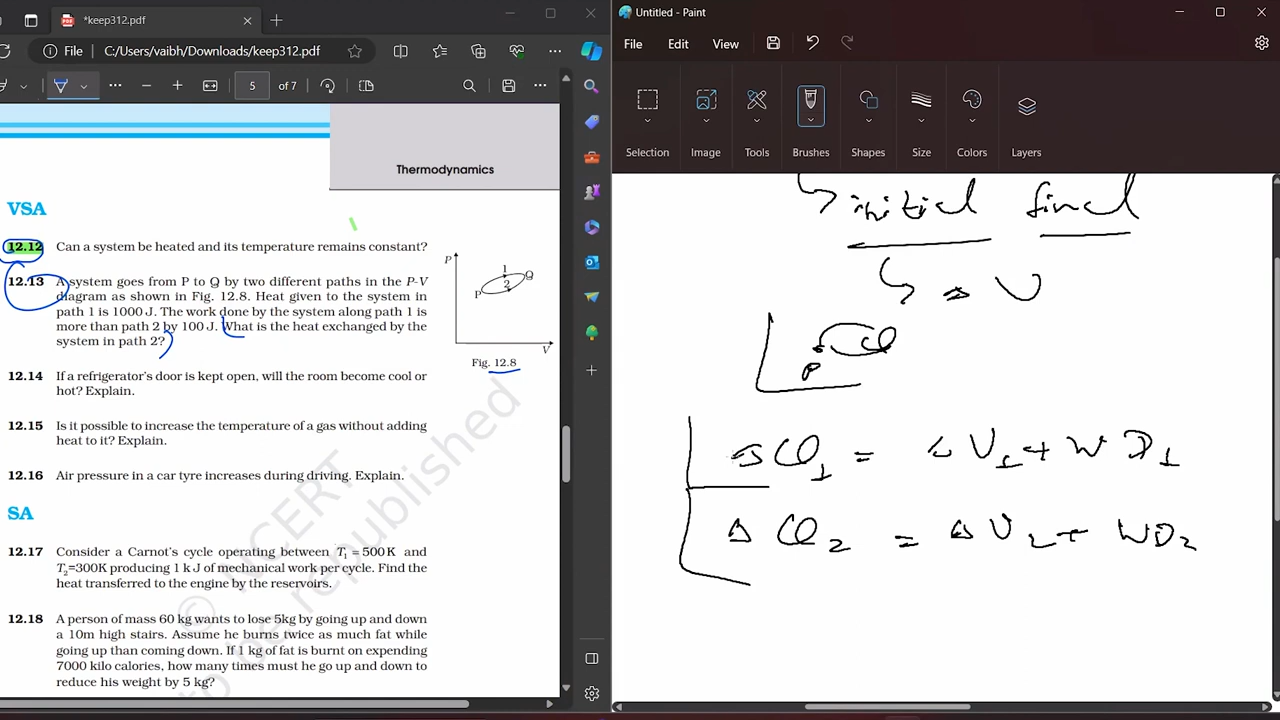 *keep312.pdf
File C:/Users/vaibh/Downloads/keep312.pdf
5 of 7
Thermodynamics
VSA
12.12 Can a system be heated and its temperature remains constant?
12.13 A system goes from P to Q by two different paths in the P-V
diagram as shown in Fig. 12.8. Heat given to the system in
path 1 is 1000 J. The work done by the system along path 1 is
more than path 2 by 100 J. What is the heat exchanged by the
system in path 2?
P
1
Q
2
P
V
Fig. 12.8
12.14 If a refrigerator's door is kept open, will the room become cool or
hot? Explain.
12.15 Is it possible to increase the temperature of a gas without adding
heat to it? Explain.
12.16 Air pressure in a car tyre increases during driving. Explain.
SA
12.17 Consider a Carnot's cycle operating between T1 = 500K and
T2=300K producing 1 k J of mechanical work per cycle. Find the
heat transferred to the engine by the reservoirs.
12.18 A person of mass 60 kg wants to lose 5kg by going up and down
a 10m high stairs. Assume he burns twice as much fat while
going up than coming down. If 1 kg of fat is burnt on expending
7000 kilo calories, how many times must he go up and down to
reduce his weight by 5 kg?
© NCERT
not to be republished
Untitled - Paint
File Edit View
Selection Image Tools Brushes Shapes Size Colors Layers
initial final
Δ U
P Q
ΔQ1 = ΔU1 + WD1
ΔQ2 = ΔU2 + WD2